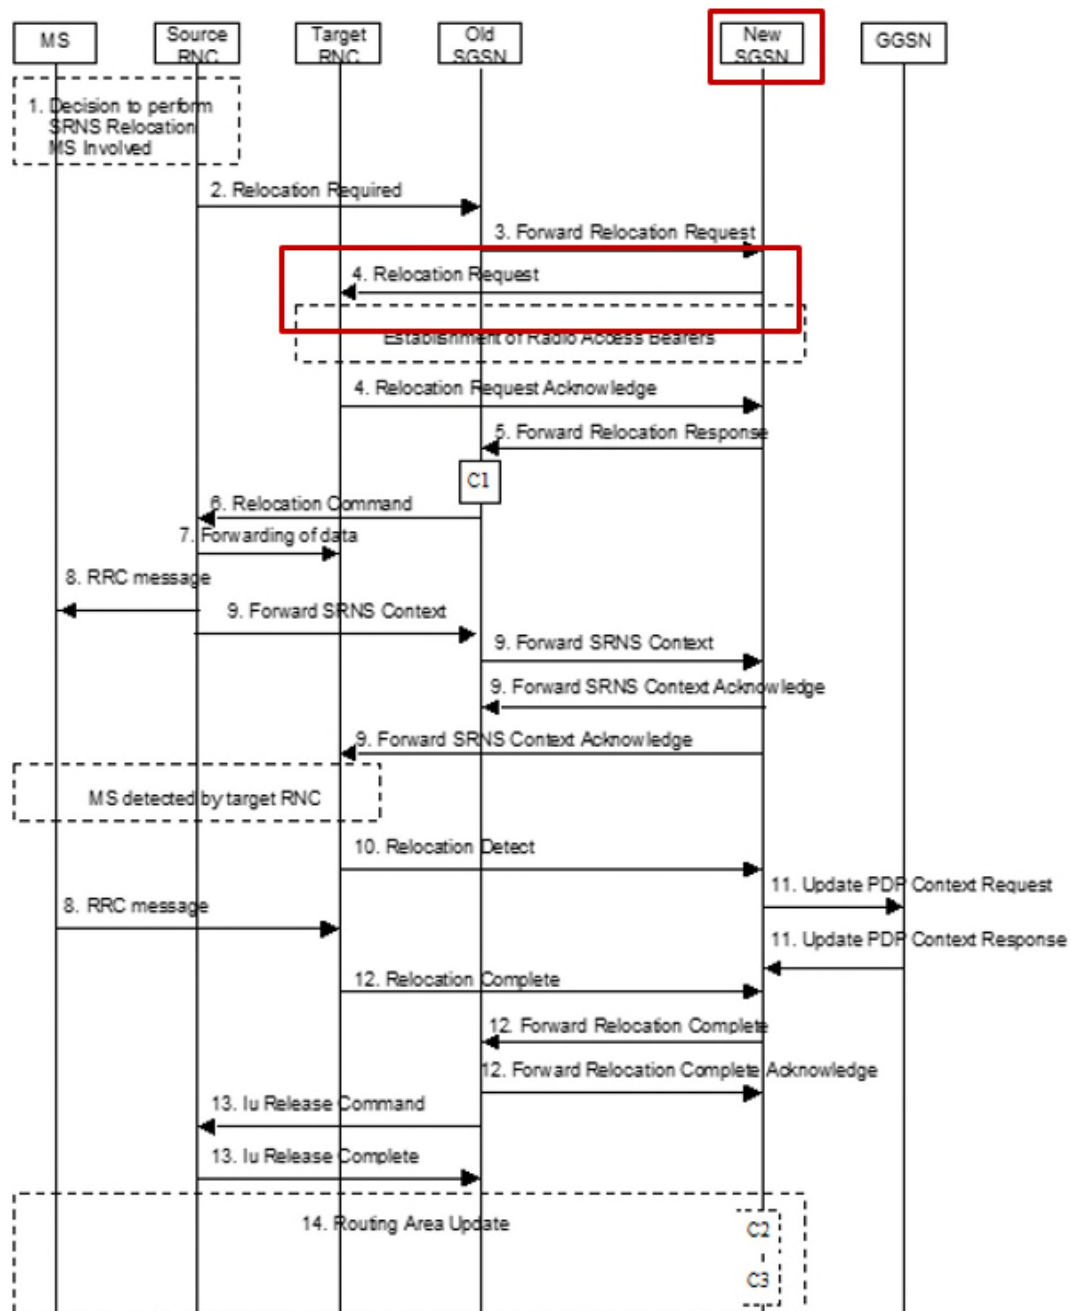 MS
Source
RNC
Target
RNC
Old
SGSN
New
SGSN
GGSN
1. Decision to perform
SRNS Relocation
MS Involved
2. Relocation Required
3. Forward Relocation Request
4. Relocation Request
Establishment of Radio Access Bearers
4. Relocation Request Acknowledge
5. Forward Relocation Response
C1
6. Relocation Command
7. Forwarding of data
8. RRC message
9. Forward SRNS Context
9. Forward SRNS Context
9. Forward SRNS Context Acknowledge
9. Forward SRNS Context Acknowledge
MS detected by target RNC
10. Relocation Detect
11. Update PDP Context Request
8. RRC message
11. Update PDP Context Response
12. Relocation Complete
12. Forward Relocation Complete
12. Forward Relocation Complete Acknowledge
13. Iu Release Command
13. Iu Release Complete
14. Routing Area Update
C2
C3